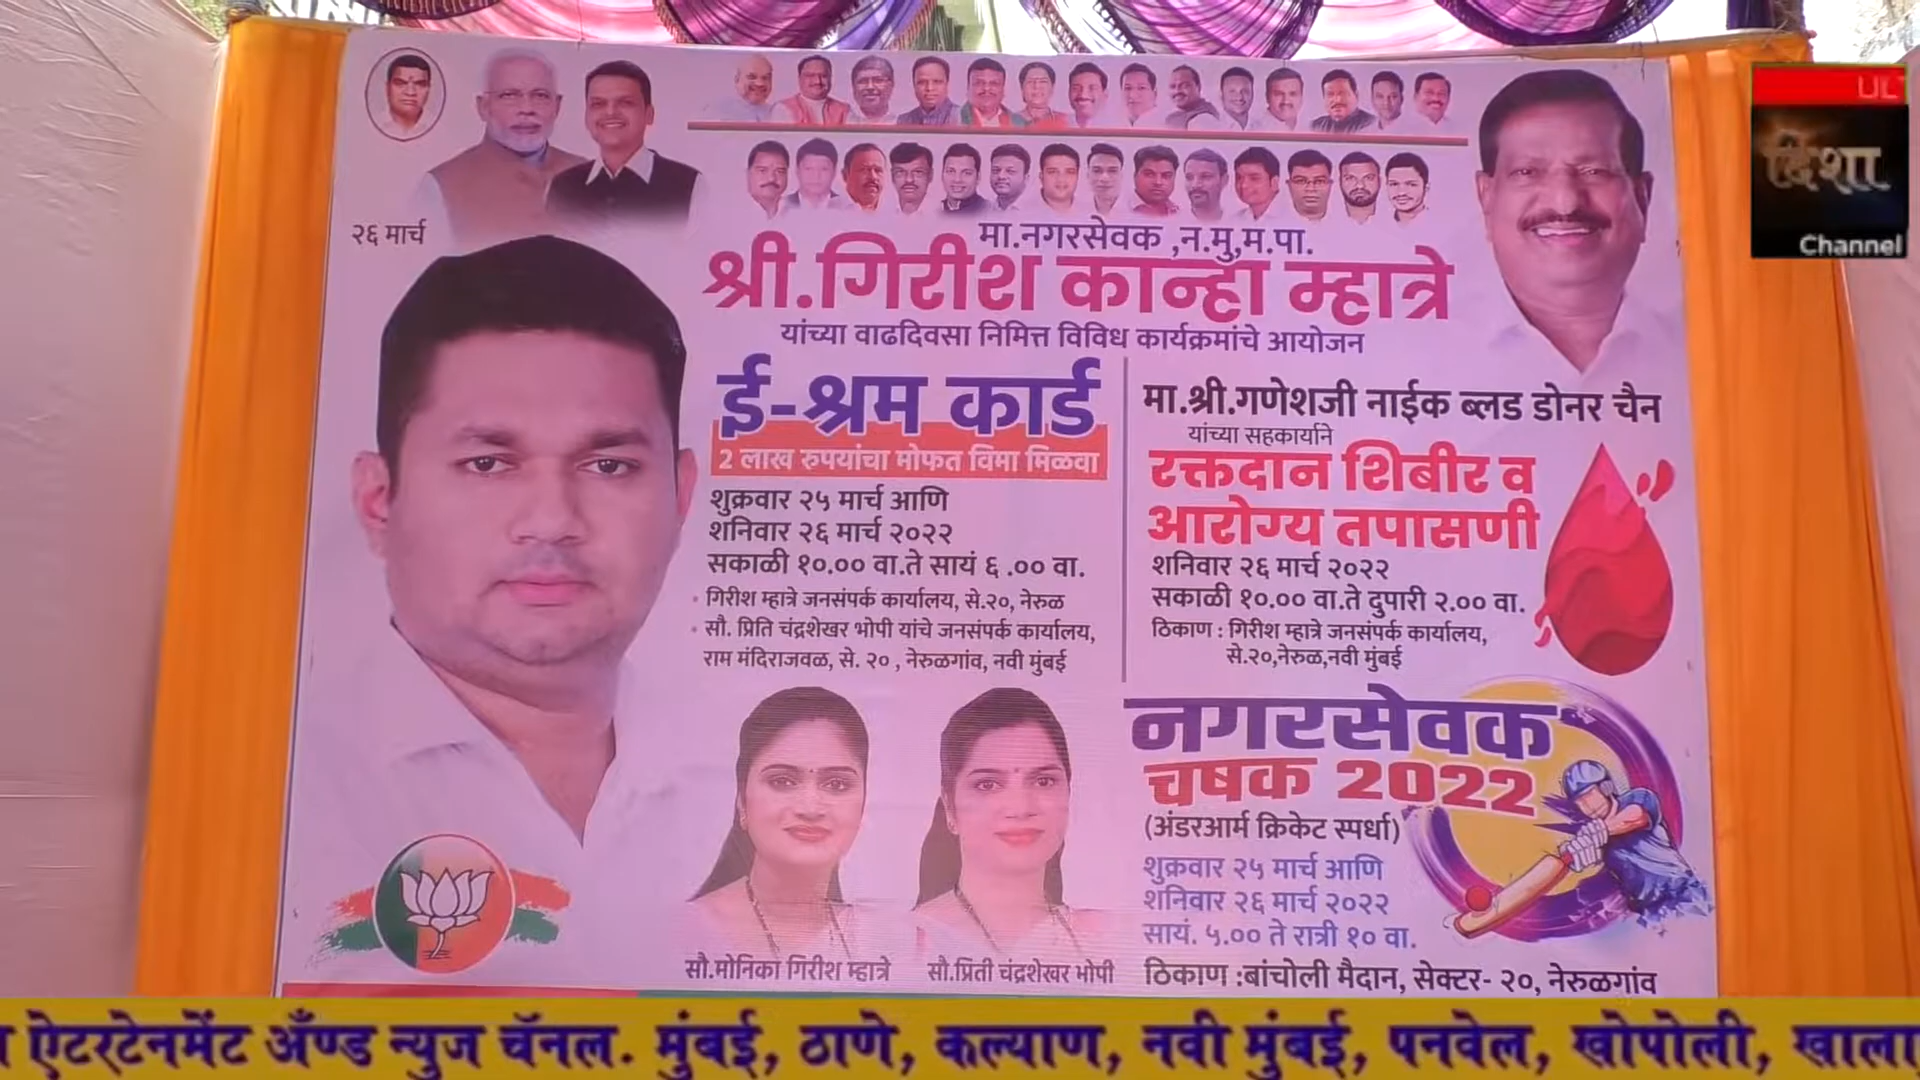 २६ मार्च
मा.नगरसेवक ,न.मु,म.पा.
श्री.गिरीश कान्हा म्हात्रे
यांच्या वाढदिवसा निमित्त विविध कार्यक्रमांचे आयोजन
ई-श्रम कार्ड
2 लाख रुपयांचा मोफत विमा मिळवा
शुक्रवार २५ मार्च आणि
शनिवार २६ मार्च २०२२
सकाळी १०.०० वा.ते सायं ६.०० वा.
• गिरीश म्हात्रे जनसंपर्क कार्यालय, से.२०, नेरुळ
• सौ. प्रिति चंद्रशेखर भोपी यांचे जनसंपर्क कार्यालय,
राम मंदिराजवळ, से. २० , नेरुळगांव, नवी मुंबई
मा.श्री.गणेशजी नाईक ब्लड डोनर चैन
यांच्या सहकार्याने
रक्तदान शिबीर व
आरोग्य तपासणी
शनिवार २६ मार्च २०२२
सकाळी १०.०० वा.ते दुपारी २.०० वा.
ठिकाण : गिरीश म्हात्रे जनसंपर्क कार्यालय,
से.२०,नेरुळ,नवी मुंबई
नगरसेवक
चषक 2022
(अंडरआर्म क्रिकेट स्पर्धा)
शुक्रवार २५ मार्च आणि
शनिवार २६ मार्च २०२२
सायं. ५.०० ते रात्री १० वा.
ठिकाण :बांचोली मैदान, सेक्टर- २०, नेरुळगांव
सौ.मोनिका गिरीश म्हात्रे
सौ.प्रिती चंद्रशेखर भोपी
UL
दिशा
Channel
ऐटरटेनमेंट अँण्ड न्युज चॅनल. मुंबई, ठाणे, कल्याण, नवी मुंबई, पनवेल, खोपोली, खाला